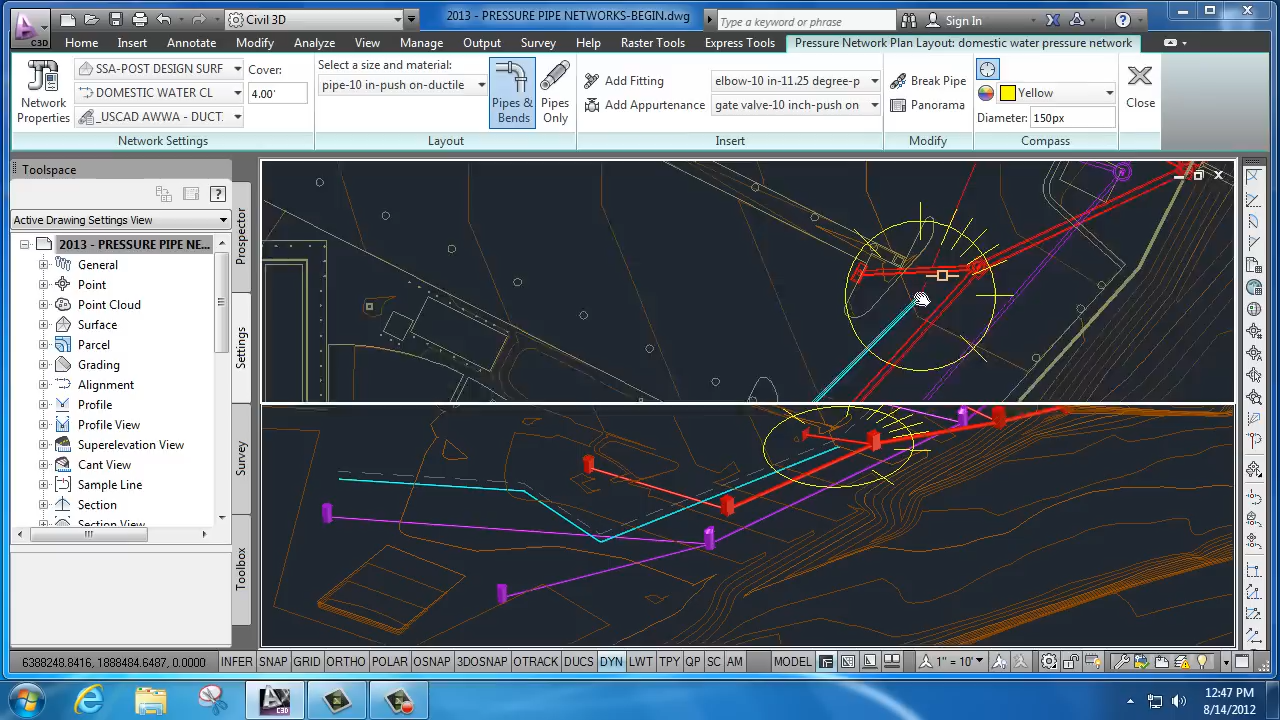 Civil 3D
2013 - PRESSURE PIPE NETWORKS-BEGIN.dwg
Type a keyword or phrase
Sign In
C3D
Home
Insert
Annotate
Modify
Analyze
View
Manage
Output
Survey
Help
Raster Tools
Express Tools
Pressure Network Plan Layout: domestic water pressure network
Network
Properties
SSA-POST DESIGN SURF
DOMESTIC WATER CL
_USCAD AWWA - DUCT.
Cover:
4.00'
Network Settings
Select a size and material:
pipe-10 in-push on-ductile
Pipes &
Bends
Pipes
Only
Layout
Add Fitting
Add Appurtenance
elbow-10 in-11.25 degree-p
gate valve-10 inch-push on
Insert
Break Pipe
Panorama
Modify
Yellow
Diameter: 150px
Compass
Close
Toolspace
Active Drawing Settings View
2013 - PRESSURE PIPE NE...
General
Point
Point Cloud
Surface
Parcel
Grading
Alignment
Profile
Profile View
Superelevation View
Cant View
Sample Line
Section
Section View
Prospector
Settings
Survey
Toolbox
6388248.8416, 1888484.6487, 0.0000
INFER
SNAP
GRID
ORTHO
POLAR
OSNAP
3DOSNAP
OTRACK
DUCS
DYN
LWT
TPY
QP
SC
AM
MODEL
1" = 10'
C3D
12:47 PM
8/14/2012